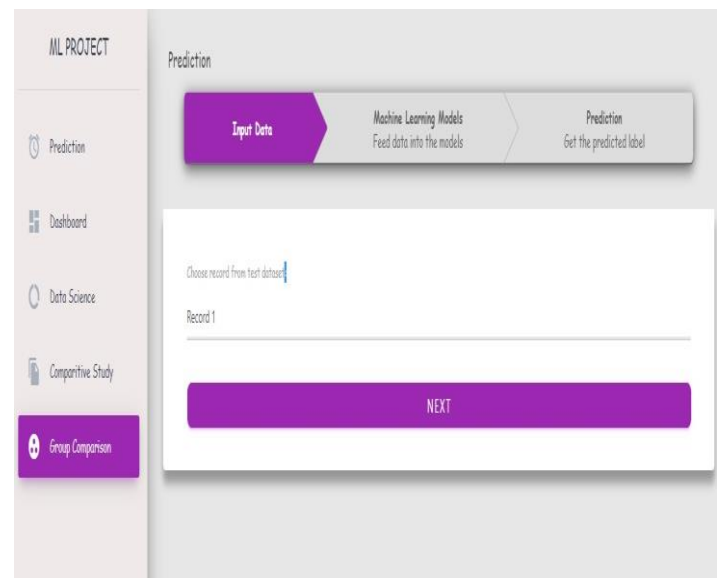 ML PROJECT
Prediction
Dashboard
Data Science
Comparitive Study
Group Comparison
Prediction
Input Data
Machine Learning Models
Feed data into the models
Prediction
Get the predicted label
Choose record from test dataset
Record 1
NEXT